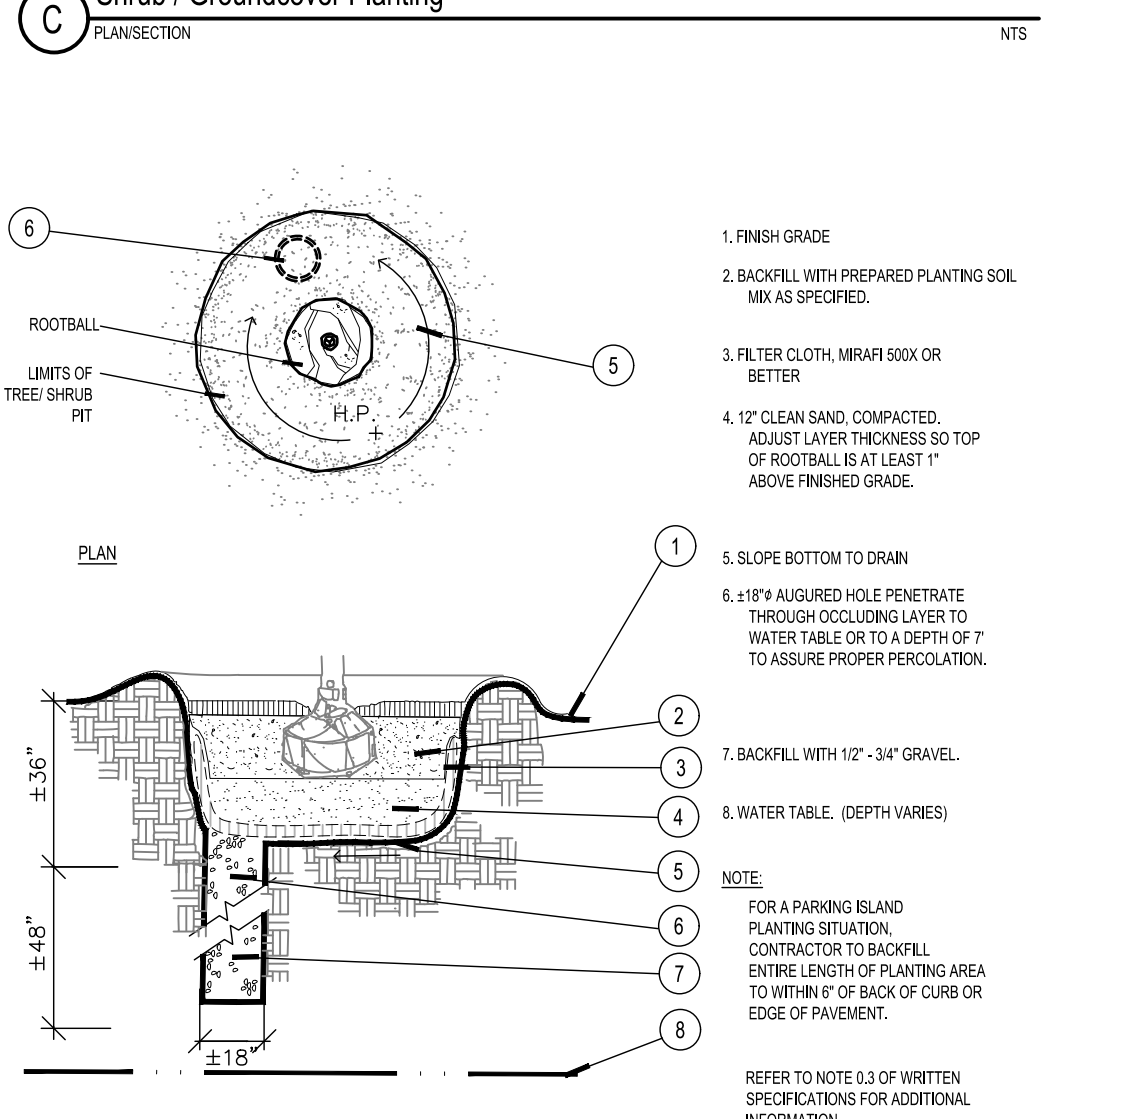 C
Shrub / Groundcover Planting
PLAN/SECTION
NTS
6
ROOTBALL
LIMITS OF
TREE/ SHRUB
PIT
H.P.
5
PLAN
1
2
3
4
5
6
7
8
±36"
±48"
±18"
1. FINISH GRADE
2. BACKFILL WITH PREPARED PLANTING SOIL
MIX AS SPECIFIED.
3. FILTER CLOTH, MIRAFI 500X OR
BETTER
4. 12" CLEAN SAND, COMPACTED.
ADJUST LAYER THICKNESS SO TOP
OF ROOTBALL IS AT LEAST 1"
ABOVE FINISHED GRADE.
5. SLOPE BOTTOM TO DRAIN
6. ±18"φ AUGURED HOLE PENETRATE
THROUGH OCCLUDING LAYER TO
WATER TABLE OR TO A DEPTH OF 7'
TO ASSURE PROPER PERCOLATION.
7. BACKFILL WITH 1/2" - 3/4" GRAVEL.
8. WATER TABLE. (DEPTH VARIES)
NOTE:
FOR A PARKING ISLAND
PLANTING SITUATION,
CONTRACTOR TO BACKFILL
ENTIRE LENGTH OF PLANTING AREA
TO WITHIN 6" OF BACK OF CURB OR
EDGE OF PAVEMENT.
REFER TO NOTE 0.3 OF WRITTEN
SPECIFICATIONS FOR ADDITIONAL
INFORMATION